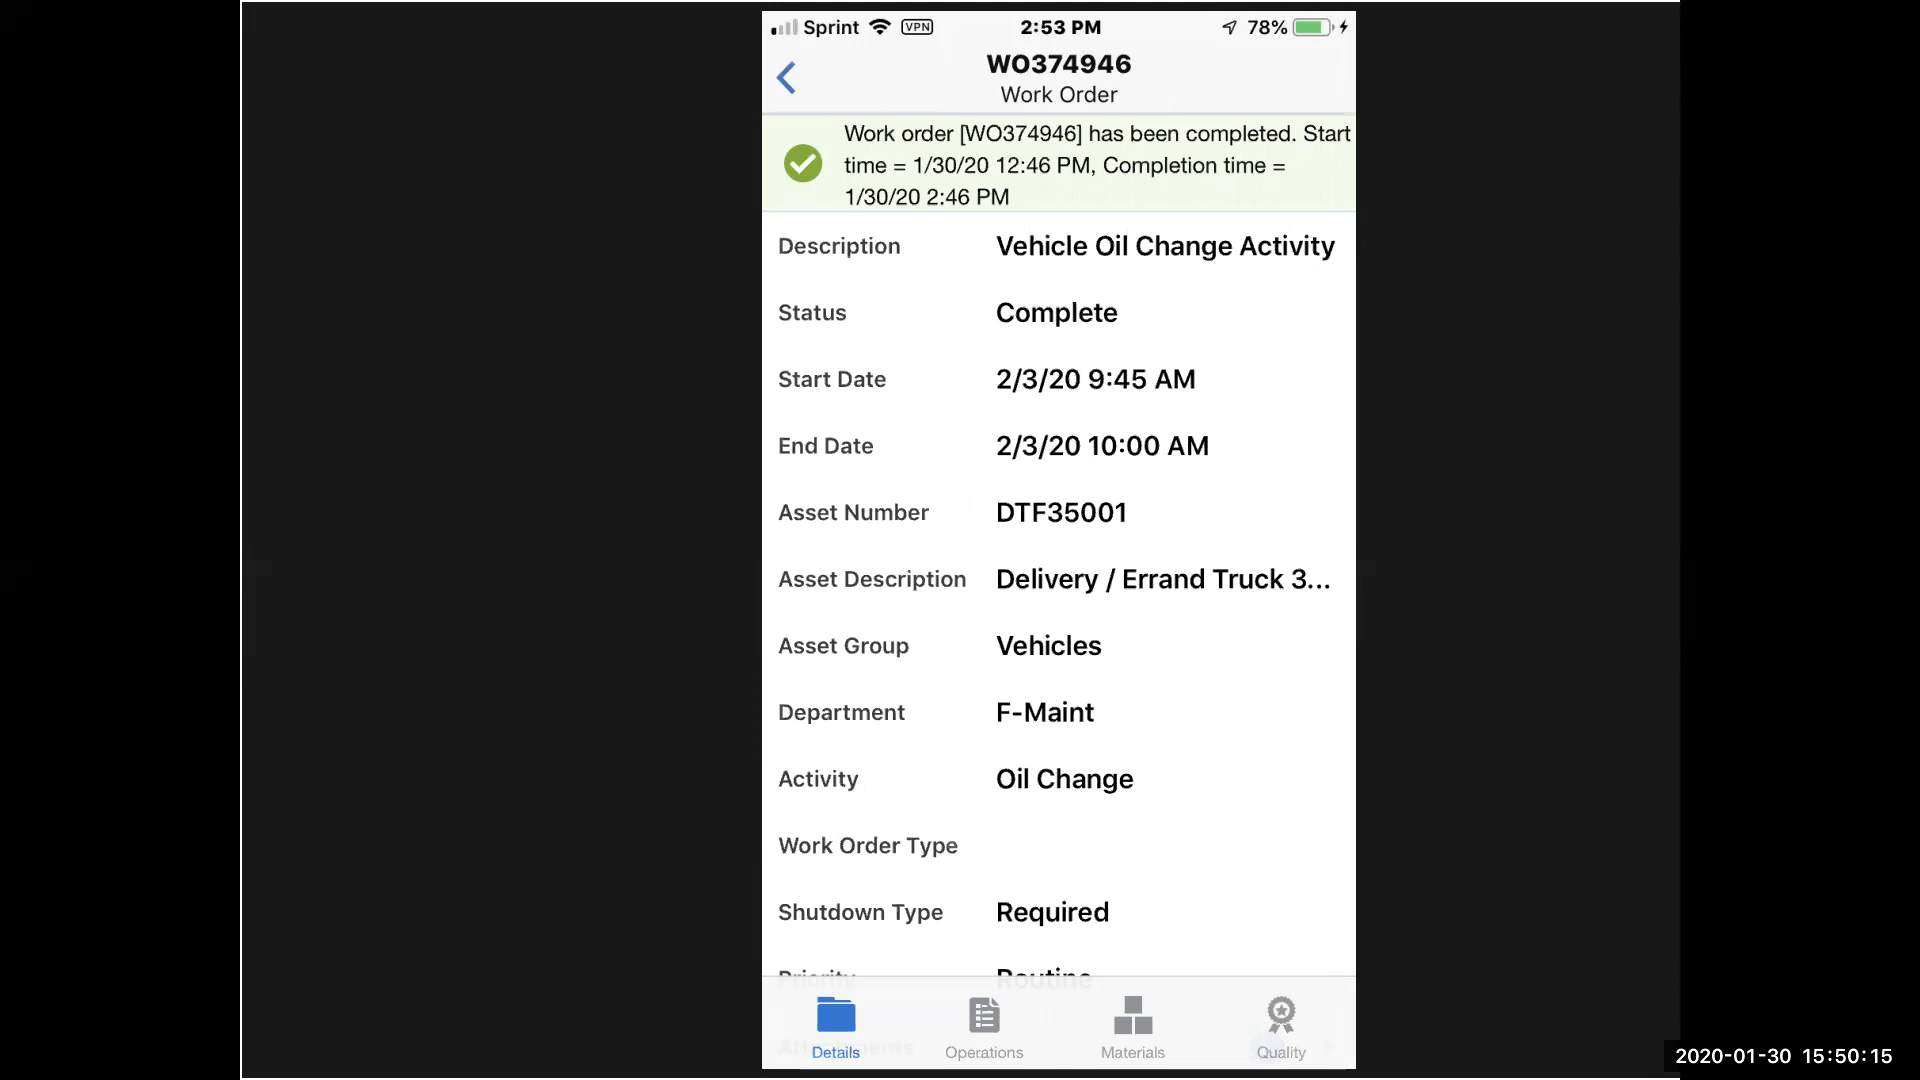 Sprint VPN 2:53 PM 78%
WO374946
Work Order
Work order [WO374946] has been completed. Start
time = 1/30/20 12:46 PM, Completion time =
1/30/20 2:46 PM
Description Vehicle Oil Change Activity
Status Complete
Start Date 2/3/20 9:45 AM
End Date 2/3/20 10:00 AM
Asset Number DTF35001
Asset Description Delivery / Errand Truck 3...
Asset Group Vehicles
Department F-Maint
Activity Oil Change
Work Order Type
Shutdown Type Required
Priority Routine
Details Operations Materials Quality
2020-01-30 15:50:15